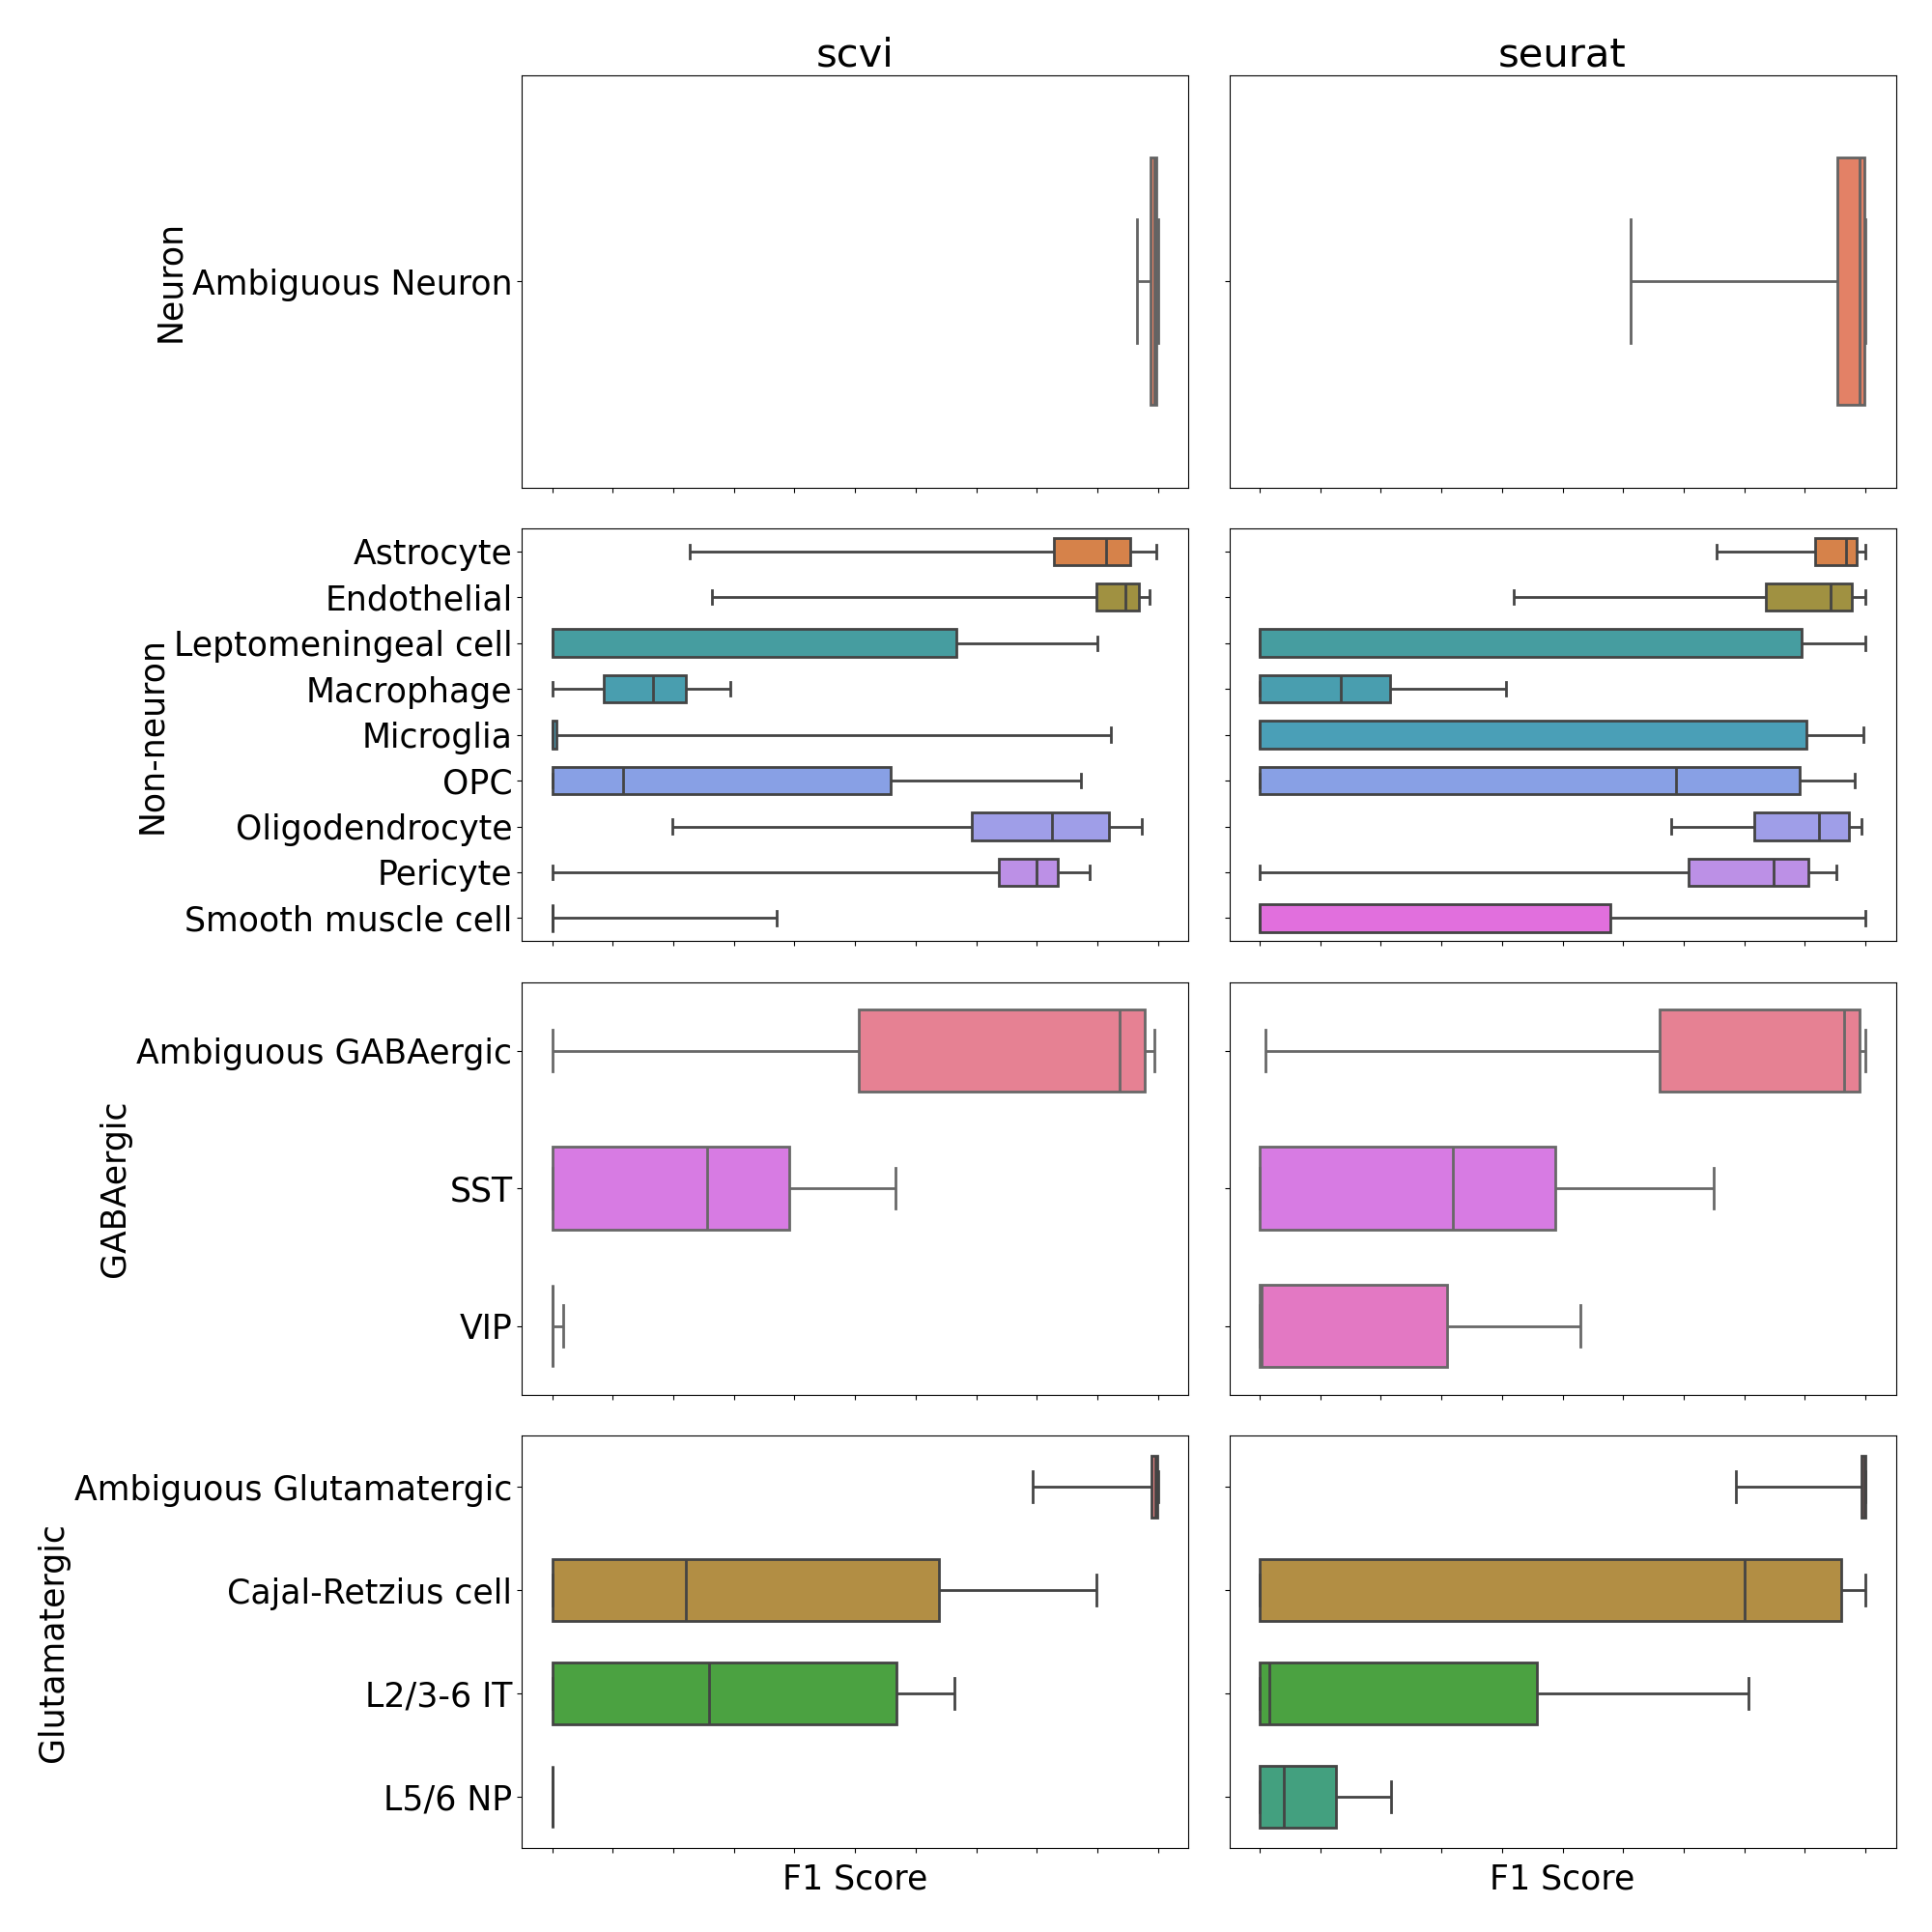 scvi
seurat
Neuron
Ambiguous Neuron
Non-neuron
Astrocyte
Endothelial
Leptomeningeal cell
Macrophage
Microglia
OPC
Oligodendrocyte
Pericyte
Smooth muscle cell
GABAergic
Ambiguous GABAergic
SST
VIP
Glutamatergic
Ambiguous Glutamatergic
Cajal-Retzius cell
L2/3-6 IT
L5/6 NP
F1 Score
F1 Score